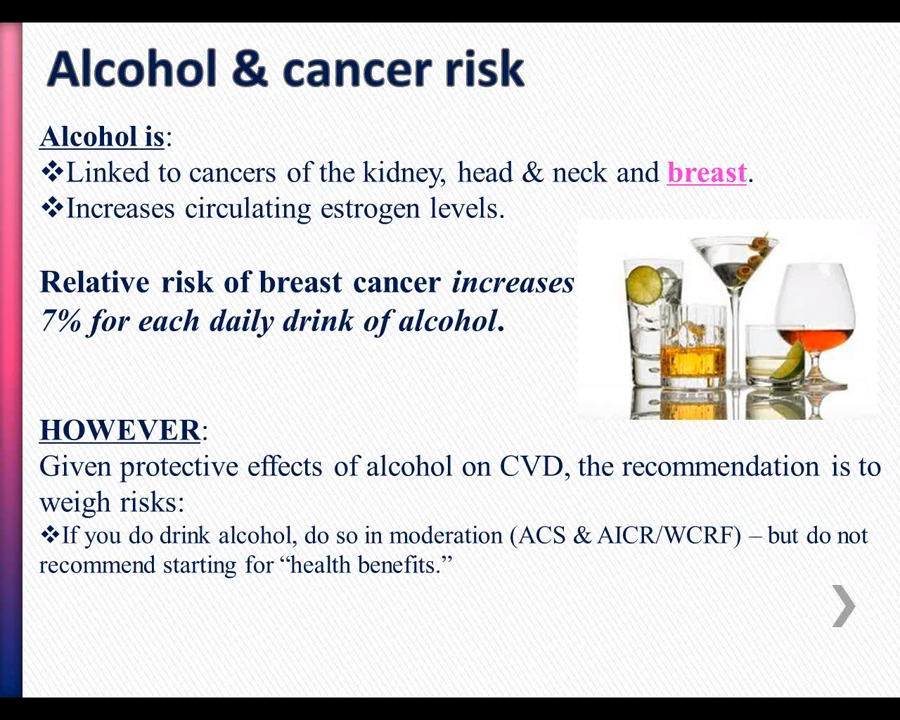 Alcohol & cancer risk
Alcohol is:
❖Linked to cancers of the kidney, head & neck and breast.
❖Increases circulating estrogen levels.
Relative risk of breast cancer increases
7% for each daily drink of alcohol.
HOWEVER:
Given protective effects of alcohol on CVD, the recommendation is to
weigh risks:
❖If you do drink alcohol, do so in moderation (ACS & AICR/WCRF) – but do not
recommend starting for “health benefits.”